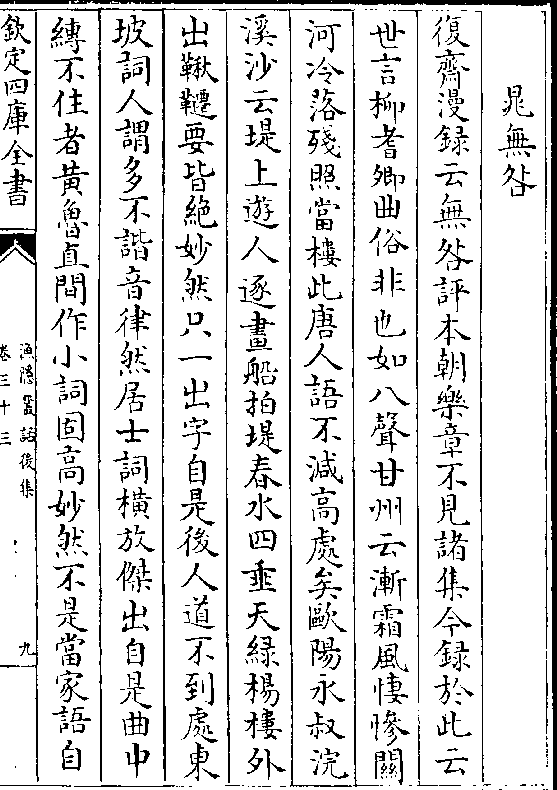 晁無咎
復齋漫録云無咎評本朝樂章不見諸集今録於此云
世言柳耆卿曲俗非也如八聲甘州云漸霜風悽慘關
河冷落殘照當樓此唐人語不減高處矣歐陽永叔浣
溪沙云堤上遊人逐畫船拍堤春水四垂天緑楊樓外
出鞦韆要皆絶妙然只一出字自是後人道不到處東
坡詞人謂多不諧音律然居士詞橫放傑出自是曲中
縛不住者黄魯直間作小詞固高妙然不是當家語自
欽定四庫全書
漁隠叢話後集
卷三十三
九